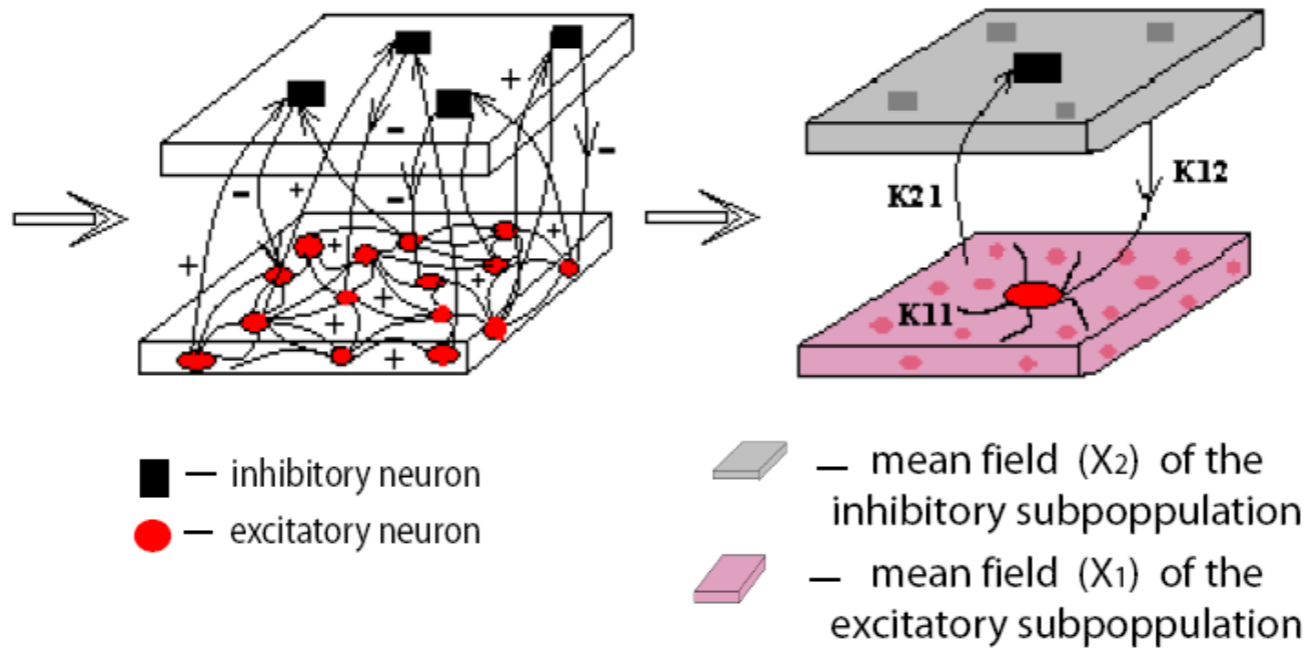 +
-
-
+
-
-
+
+
+
+
+
+
+
+
K21
K12
K11
— inhibitory neuron
— excitatory neuron
— mean field (X2) of the
inhibitory subpoppulation
— mean field (X1) of the
excitatory subpoppulation